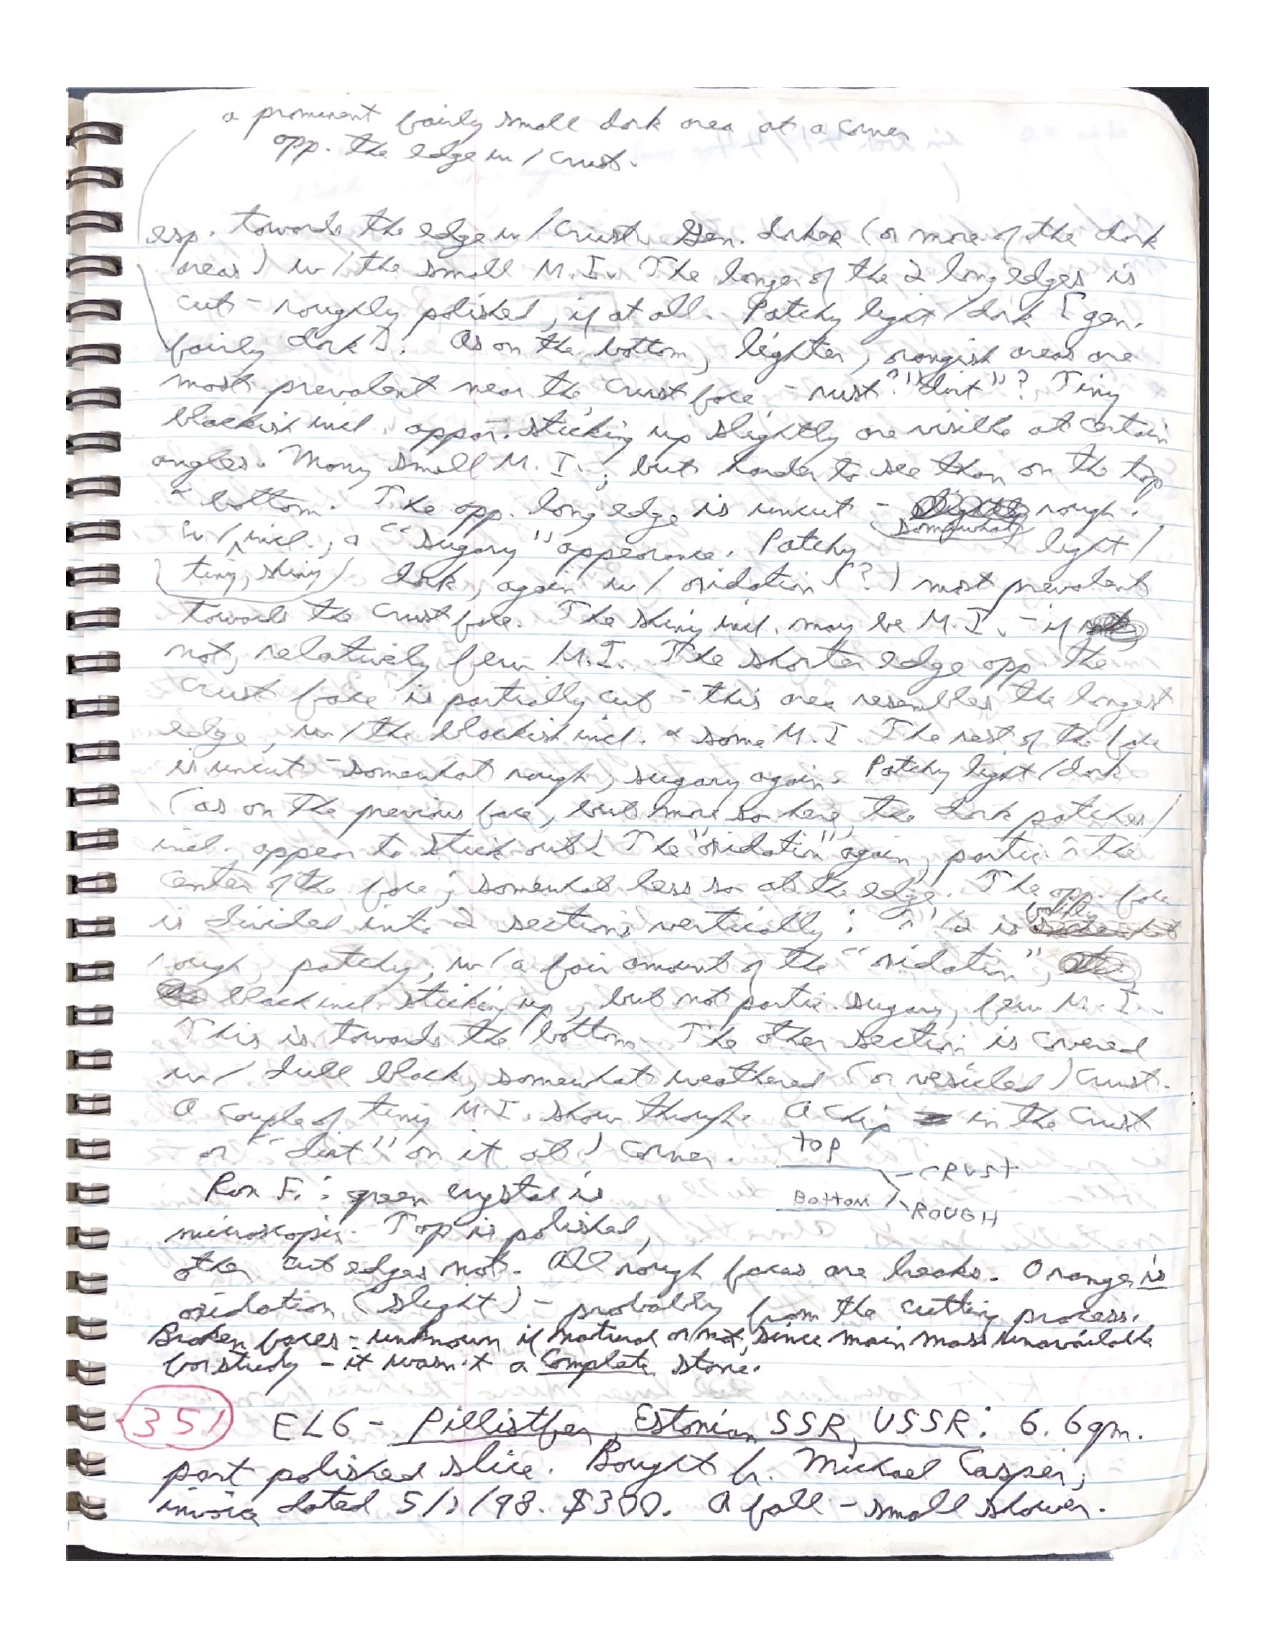 a prominent fairly small dark area at a corner
opp. the edge w/ crust.
esp. towards the edge w/ crust. Gen. darker (or more of the dark
areas) w/ the small M.I. The longer of the 2 long edges is
cut - roughly polished, if at all. Patchy light/dark [gen.
fairly dark]. As on the bottom, lighter, orangish areas are
most prevalent near the crust face - rust? "dirt"? Tiny
blackish incl. appar. sticking up slightly are visible at certain
angles. Many small M.I., but harder to see than on the top
& bottom. The opp. long edge is uncut - somewhat rough.
w/ tiny, shiny incl., a "sugary" appearance. Patchy light/
dark, again w/ oxidation (?) most prevalent
towards the crust face. The shiny incl. may be M.I. - if
not, relatively few M.I. The shorter edge opp. the
crust face is partially cut - this area resembles the longest
edge, w/ the blackish incl. & some M.I. The rest of the face
is uncut - somewhat rough, sugary again. Patchy light/dark
(as on the previous face, but more so here, the dark patches/
incl. appear to stick out). The "oxidation" again, partic. in the
center of the face; somewhat less so at the edge. The opp. face
is divided into 2 sections vertically: 1/2 is
rough, patchy, w/ a fair amount of the "oxidation",
black incl. sticking up, but not partic. sugary, few M.I.
This is towards the bottom. The other section is covered
w/ dull black, somewhat weathered (or vesicled) crust.
A couple of tiny M.I. show through. A chip in the crust
or "dirt" on it at 1 corner.
TOP
CRUST
Bottom
ROUGH
Ron F.: green crystal is
microscopic. Top is polished,
other cut edges not. All rough faces are breaks. Orange is
oxidation (slight) - probably from the cutting process.
Broken faces - unknown if natural or not, since main mass unavailable
for study - it wasn't a complete stone.
351 EL6 - Pillistfer, Estonian SSR, USSR: 6.6gm.
part polished slice. Bought fr. Michael Casper;
invoice dated 5/1/98. $300. A fall - small shower.